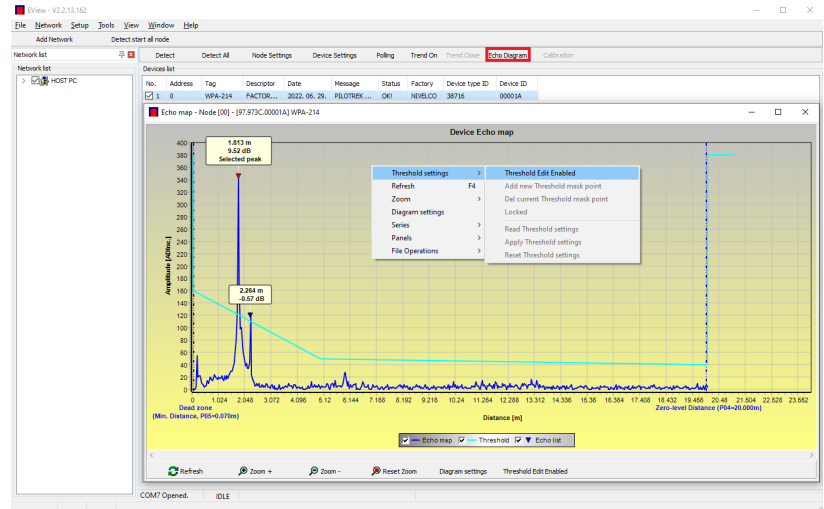 EView - V2.2.13.162
File Network Setup Tools View Window Help
Add Network Detect start all node
Network list
Network list
HOST PC
Detect Detect All Node Settings Device Settings Polling Trend On Trend Close Echo Diagram Calibration
Devices list
No. Address Tag Descriptor Date Message Status Factory Device type ID Device ID
1 0 WPA-214 FACTOR... 2022. 06. 29. PILOTREK ... OK! NIVELCO 38716 00001A
Echo map - Node [00] - [97.973C.00001A] WPA-214
Device Echo map
1.813 m
9.52 dB
Selected peak
2.264 m
-0.57 dB
Amplitude [ADinc.]
400
380
360
340
320
300
280
260
240
220
200
180
160
140
120
100
80
60
40
20
0
Threshold settings >
Refresh F4
Zoom >
Diagram settings
Series >
Panels >
File Operations >
Threshold Edit Enabled
Add new Threshold mask point
Del current Threshold mask point
Locked
Read Threshold settings
Apply Threshold settings
Reset Threshold settings
0 1.024 2.048 3.072 4.096 5.12 6.144 7.168 8.192 9.216 10.24 11.264 12.288 13.312 14.336 15.36 16.384 17.408 18.432 19.456 20.48 21.504 22.528 23.552
Dead zone
(Min. Distance, P05=0.070m)
Zero-level Distance (P04=20.000m)
Distance [m]
Echo map Threshold Echo list
Refresh Zoom + Zoom - Reset Zoom Diagram settings Threshold Edit Enabled
COM7 Opened. IDLE